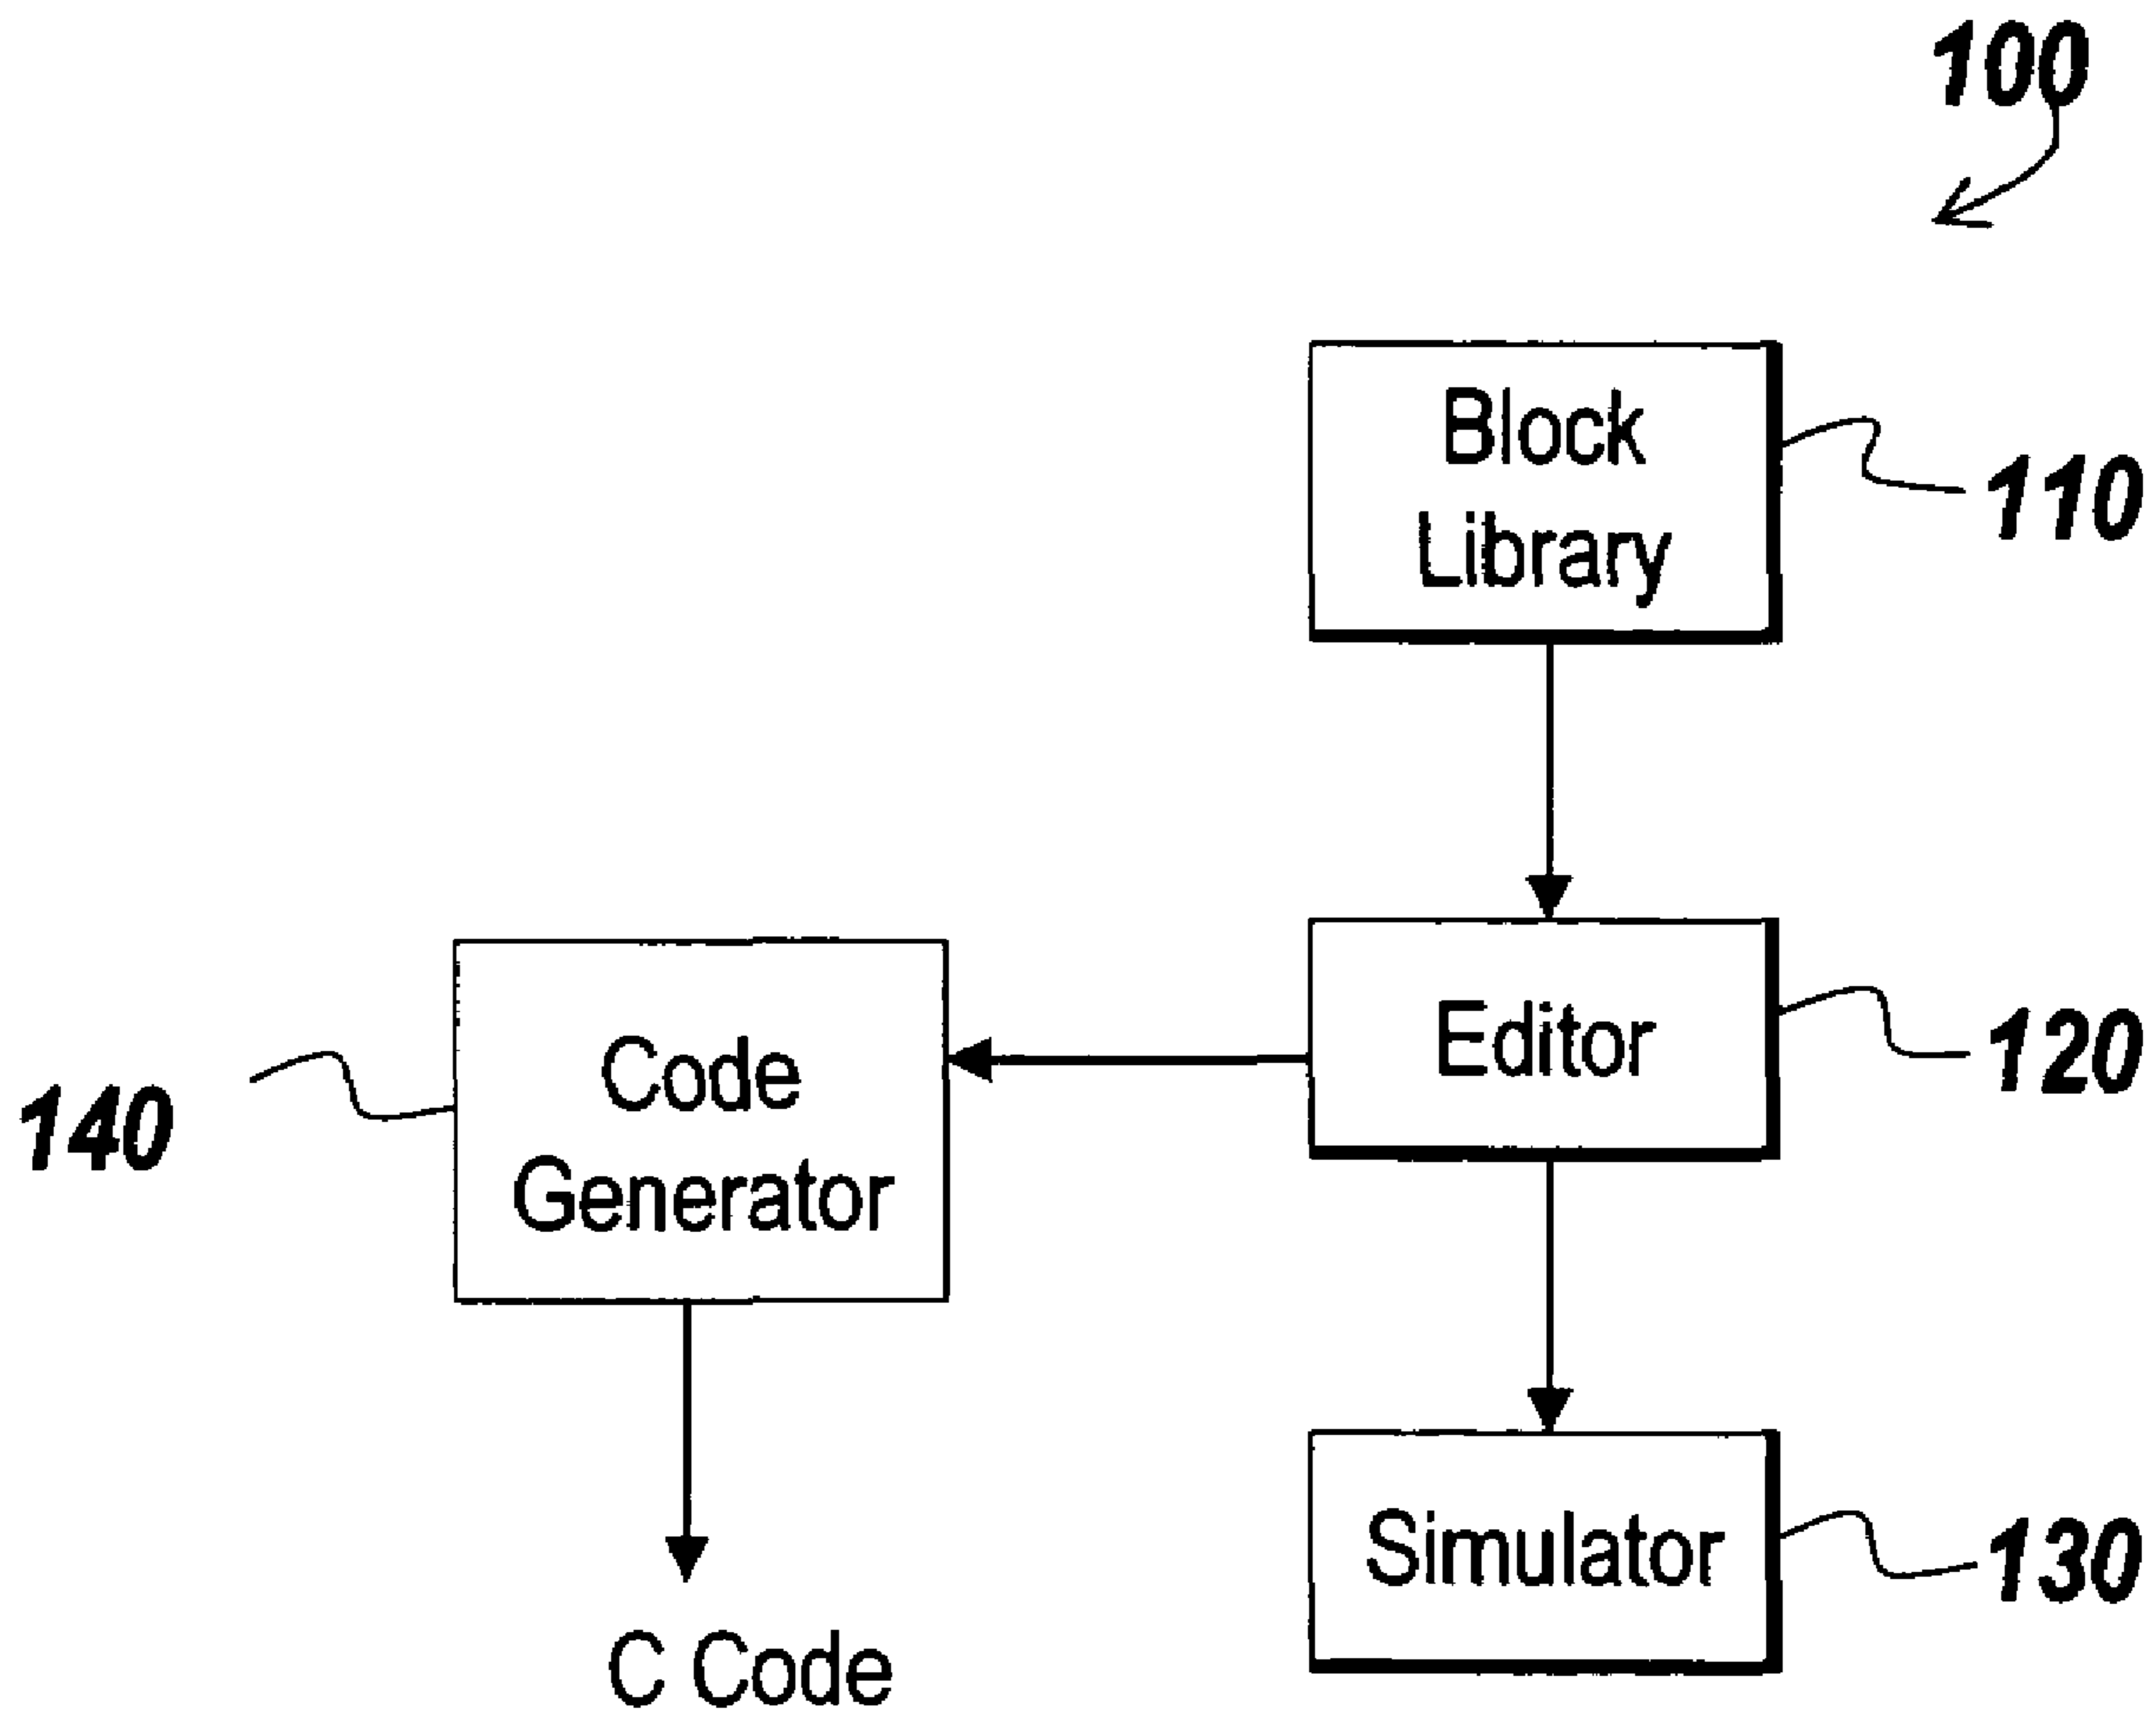 100
Block
Library
110
Editor
120
Code
Generator
140
Simulator
130
C Code